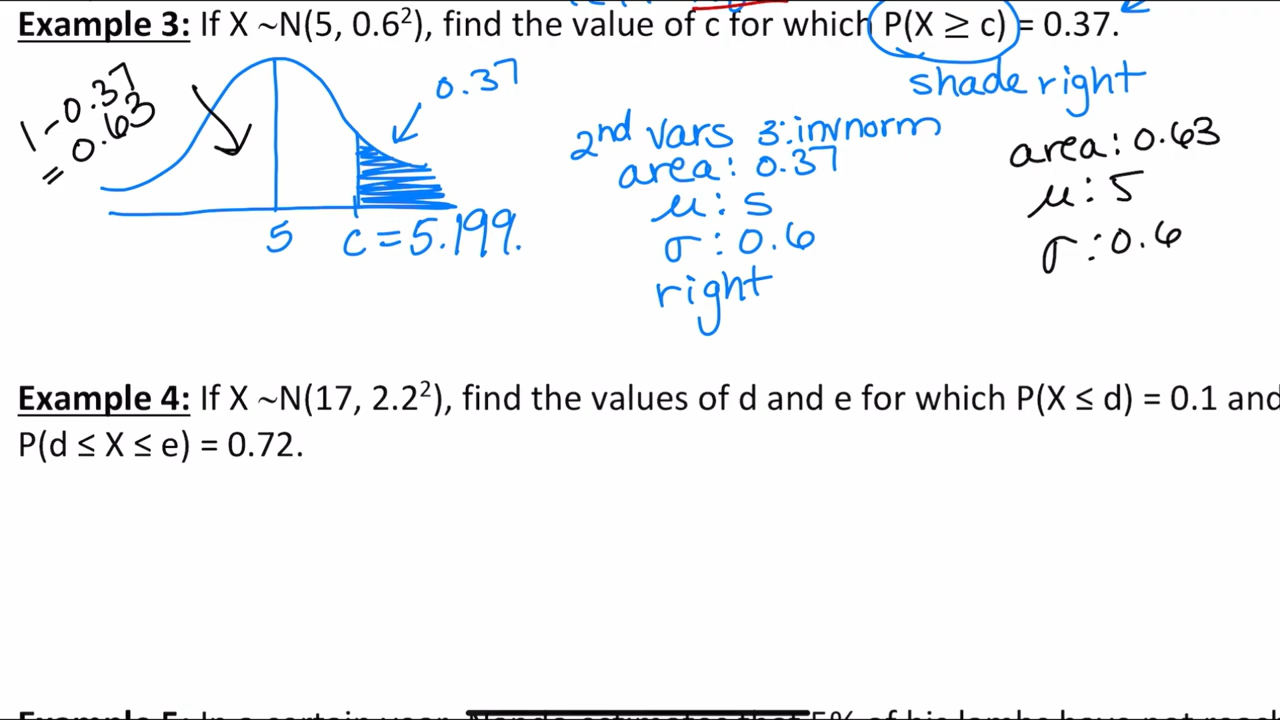 Example 3: If X ~N(5, 0.6²), find the value of c for which P(X ≥ c) = 0.37.
shade right
1 - 0.37
= 0.63
0.37
2nd vars 3:invnorm
area: 0.37
μ: 5
σ: 0.6
right
area: 0.63
μ: 5
σ: 0.6
5
c = 5.199.
Example 4: If X ~N(17, 2.2²), find the values of d and e for which P(X ≤ d) = 0.1 and
P(d ≤ X ≤ e) = 0.72.